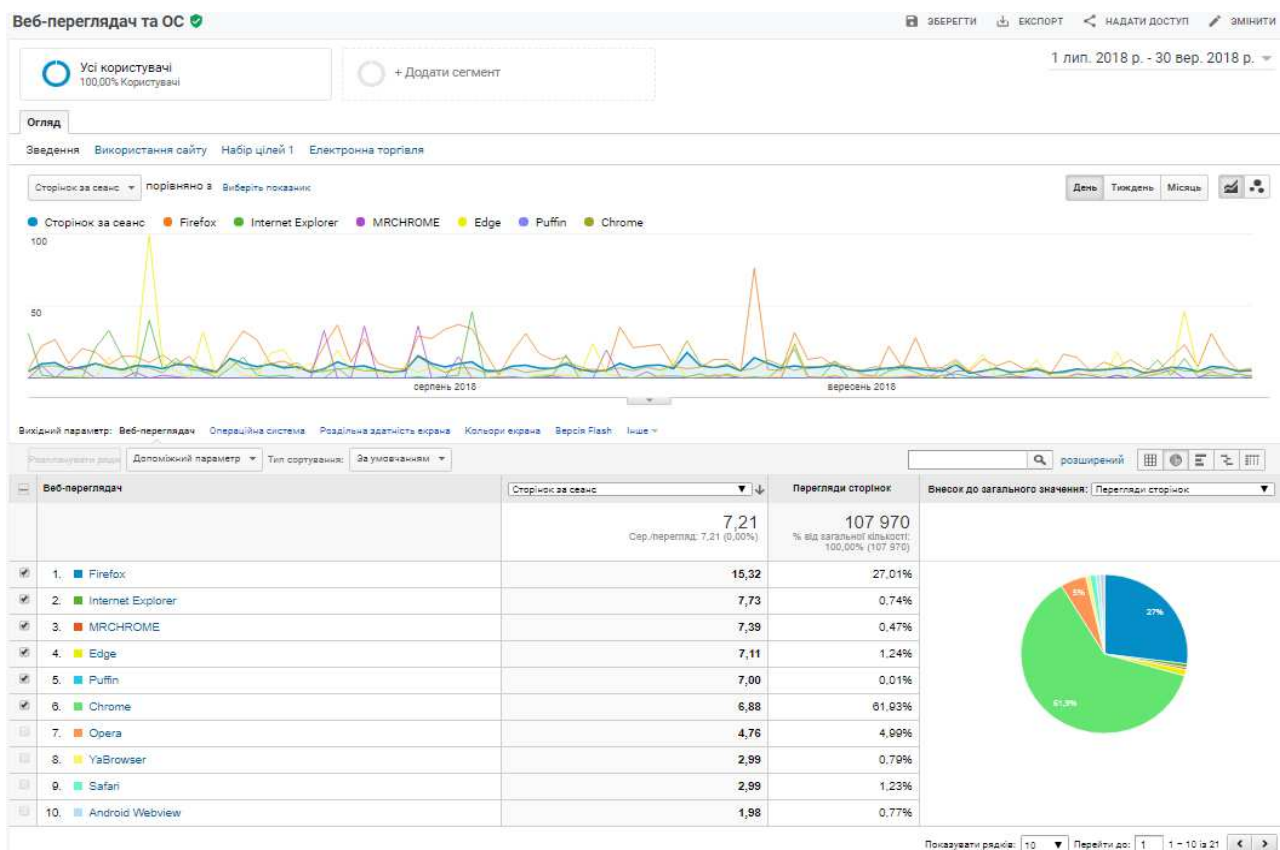 Веб-переглядач та ОС
ЗБЕРЕГТИ ЕКСПОРТ НАДАТИ ДОСТУП ЗМІНИТИ
Усі користувачі
100,00% Користувачі
+ Додати сегмент
1 лип. 2018 р. - 30 вер. 2018 р.
Огляд
Зведення Використання сайту Набір цілей 1 Електронна торгівля
Сторінок за сеанс порівняно з Виберіть показник
День Тиждень Місяць
Сторінок за сеанс Firefox Internet Explorer MRCHROME Edge Puffin Chrome
100
50
серпень 2018 вересень 2018
Вихідний параметр: Веб-переглядач Операційна система Роздільна здатність екрана Кольори екрана Версія Flash Інше
Допоміжний параметр Тип сортування: За умовчанням розширений
Веб-переглядач Сторінок за сеанс Перегляди сторінок Внесок до загального значення: Перегляди сторінок
7,21 107 970
Сер./перегляд: 7,21 (0,00%) % від загальної кількості:
100,00% (107 970)
1. Firefox 15,32 27,01%
2. Internet Explorer 7,73 0,74%
3. MRCHROME 7,39 0,47%
4. Edge 7,11 1,24%
5. Puffin 7,00 0,01%
6. Chrome 6,88 61,93%
7. Opera 4,76 4,99%
8. YaBrowser 2,99 0,79%
9. Safari 2,99 1,23%
10. Android Webview 1,98 0,77%
5%
27%
61,9%
Показувати рядків: 10 Перейти до: 1 1 – 10 із 21